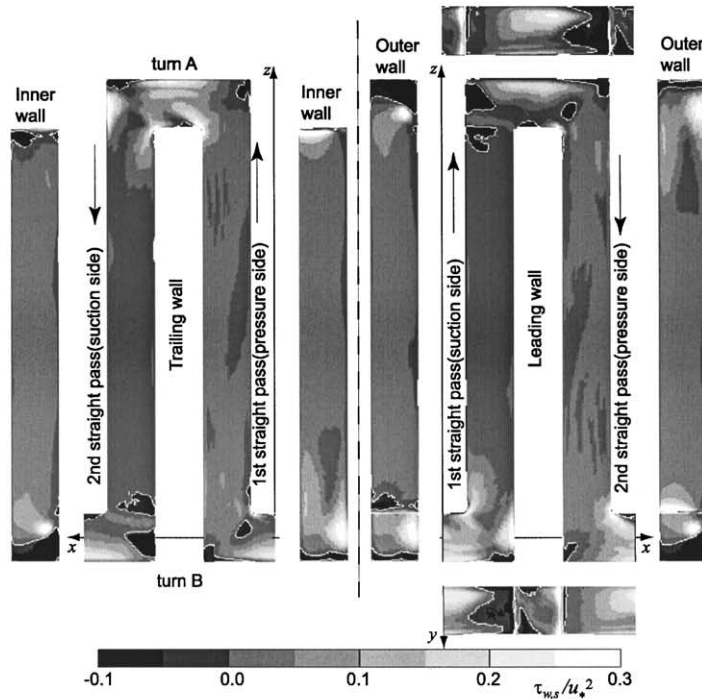 turn A
z
Inner
wall
2nd straight pass(suction side)
Trailing wall
1st straight pass(pressure side)
Inner
wall
x
turn B
Outer
wall
z
1st straight pass(suction side)
Leading wall
2nd straight pass(pressure side)
Outer
wall
x
y
-0.1 0.0 0.1 0.2 0.3
τw,s/u*²